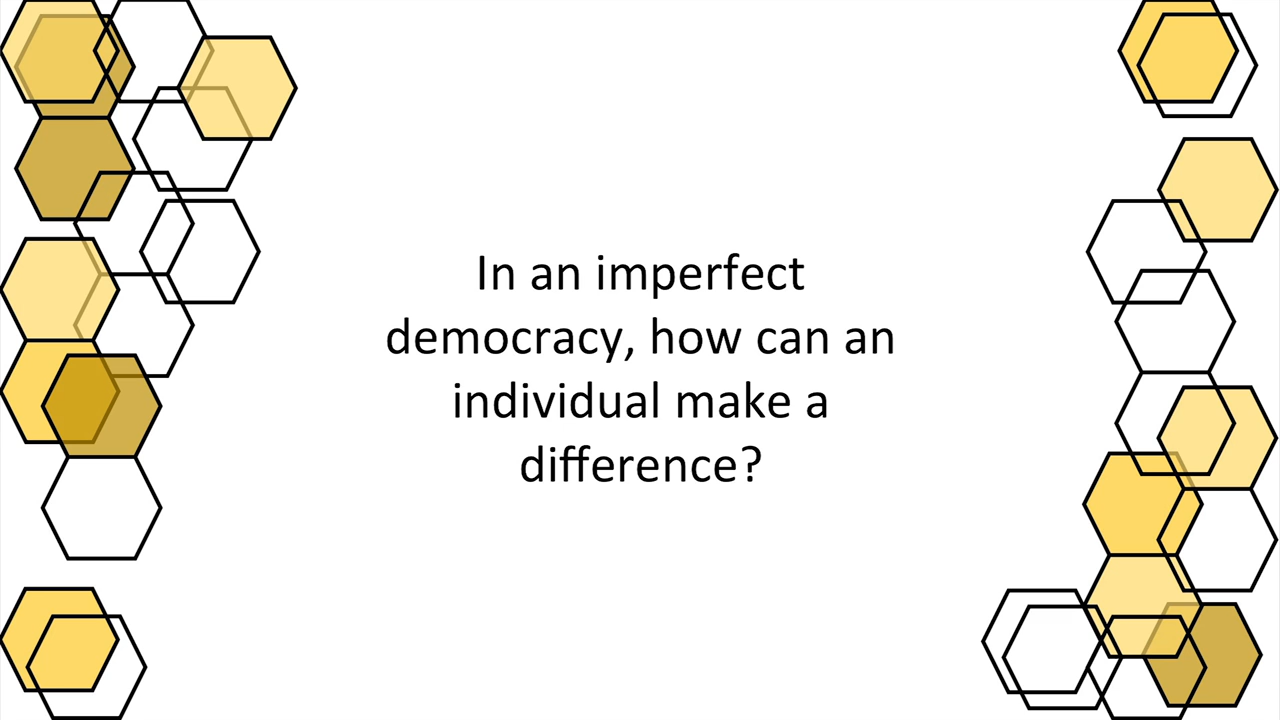 In an imperfect
democracy, how can an
individual make a
difference?